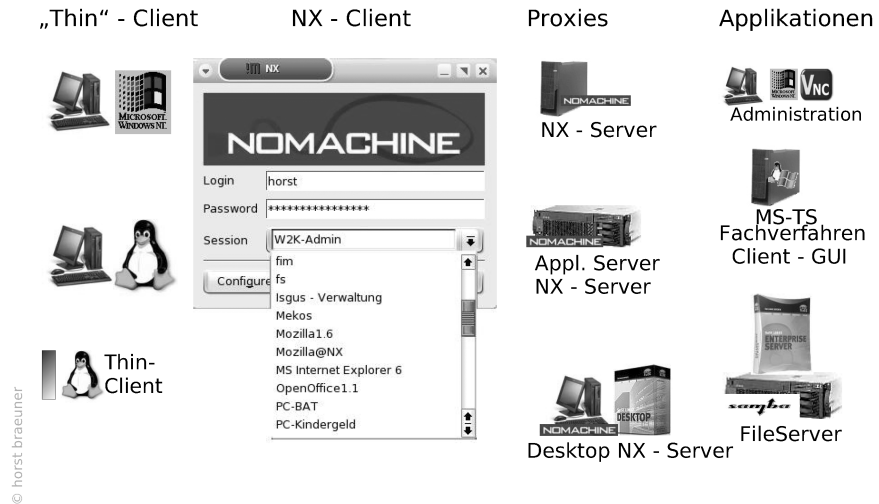 „Thin“ - Client
NX - Client
Proxies
Applikationen
MICROSOFT.
WINDOWS NT.
NX
NOMACHINE
Login
horst
Password
****************
Session
W2K-Admin
fim
fs
Isgus - Verwaltung
Mekos
Mozilla1.6
Mozilla@NX
MS Internet Explorer 6
OpenOffice1.1
PC-BAT
PC-Kindergeld
Configure
Thin-
Client
NOMACHINE
NX - Server
NOMACHINE
Appl. Server
NX - Server
DESKTOP
NOMACHINE
Desktop NX - Server
MICROSOFT.
WINDOWS NT.
VNC
Administration
MS-TS
Fachverfahren
Client - GUI
ENTERPRISE
SERVER
samba
FileServer
© horst braeuner